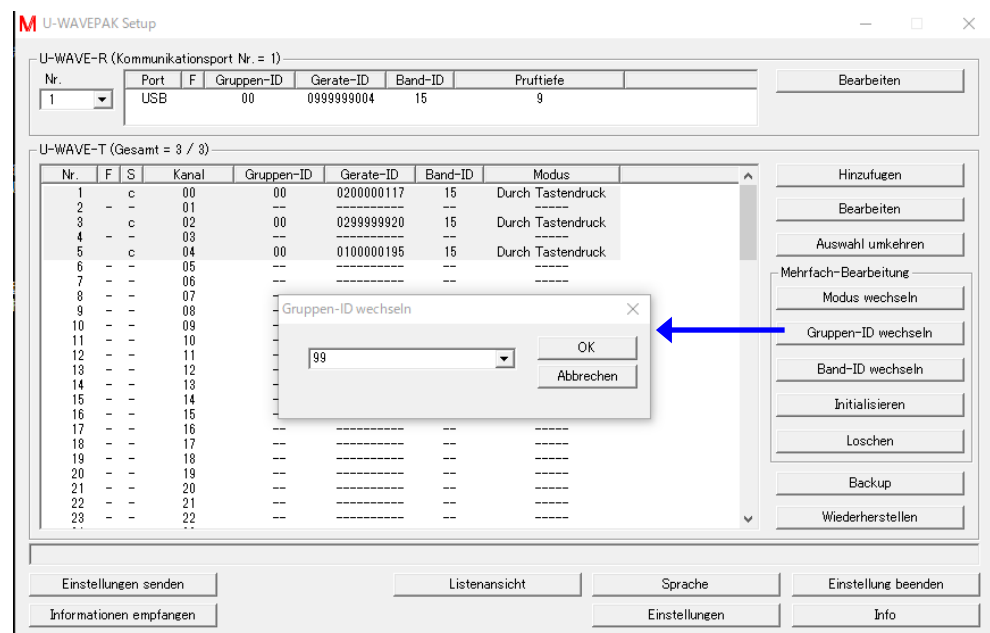 M U-WAVEPAK Setup
U-WAVE-R (Kommunikationsport Nr. = 1)
Nr. Port F Gruppen-ID Gerate-ID Band-ID Pruftiefe Bearbeiten
1 USB 00 0999999004 15 9
U-WAVE-T (Gesamt = 3 / 3)
Nr. F S Kanal Gruppen-ID Gerate-ID Band-ID Modus Hinzufugen
1 c 00 00 0200000117 15 Durch Tastendruck
2 - - 01 -- ---------- -- ----- Bearbeiten
3 c 02 00 0299999920 15 Durch Tastendruck
4 - - 03 -- ---------- -- ----- Auswahl umkehren
5 c 04 00 0100000195 15 Durch Tastendruck
6 - - 05 -- ---------- -- -----
Mehrfach-Bearbeitung
7 - - 06 -- ---------- -- -----
8 - - 07 Modus wechseln
9 - - 08
Gruppen-ID wechseln
10 - - 09
11 - - 10 Gruppen-ID wechseln
12 - - 11
99 OK
13 - - 12 Band-ID wechseln
Abbrechen
14 - - 13
15 - - 14 Initialisieren
16 - - 15
17 - - 16 -- ---------- -- -----
18 - - 17 -- ---------- -- ----- Loschen
19 - - 18 -- ---------- -- -----
20 - - 19 -- ---------- -- -----
21 - - 20 -- ---------- -- ----- Backup
22 - - 21 -- ---------- -- -----
23 - - 22 -- ---------- -- ----- Wiederherstellen
Einstellungen senden Listenansicht Sprache Einstellung beenden
Informationen empfangen Einstellungen Info